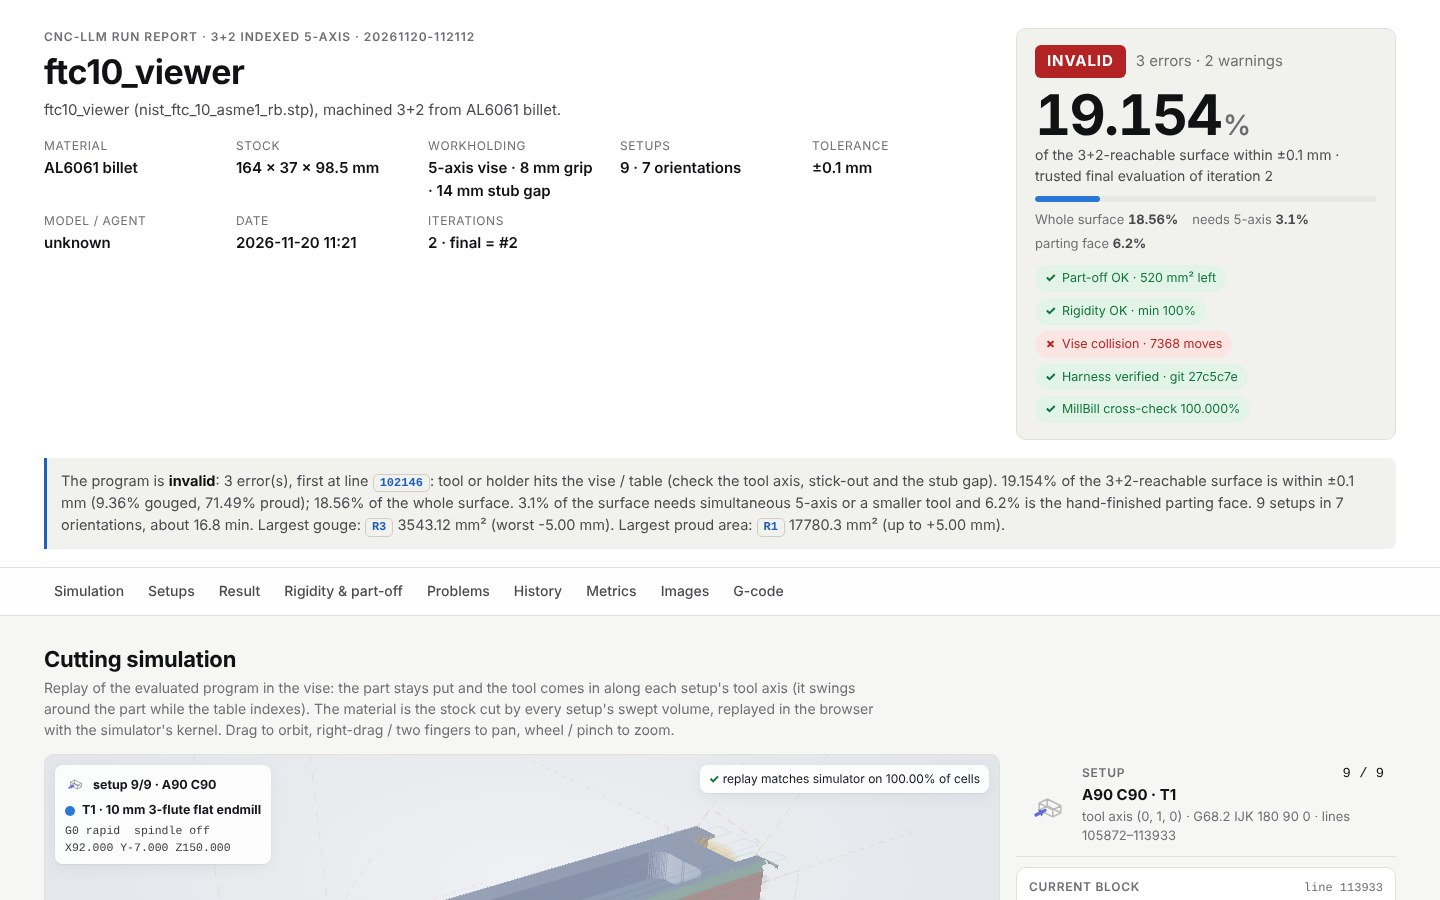 CNC-LLM RUN REPORT · 3+2 INDEXED 5-AXIS · 20261120-112112
ftc10_viewer
ftc10_viewer (nist_ftc_10_asme1_rb.stp), machined 3+2 from AL6061 billet.
MATERIAL
AL6061 billet
STOCK
164 × 37 × 98.5 mm
WORKHOLDING
5-axis vise · 8 mm grip
· 14 mm stub gap
SETUPS
9 · 7 orientations
TOLERANCE
±0.1 mm
MODEL / AGENT
unknown
DATE
2026-11-20 11:21
ITERATIONS
2 · final = #2
INVALID 3 errors · 2 warnings
19.154%
of the 3+2-reachable surface within ±0.1 mm ·
trusted final evaluation of iteration 2
Whole surface 18.56% needs 5-axis 3.1%
parting face 6.2%
✓ Part-off OK · 520 mm² left
✓ Rigidity OK · min 100%
× Vise collision · 7368 moves
✓ Harness verified · git 27c5c7e
✓ MillBill cross-check 100.000%
The program is invalid: 3 error(s), first at line 102146: tool or holder hits the vise / table (check the tool axis, stick-out and the stub gap). 19.154% of the 3+2-reachable surface is within ±0.1
mm (9.36% gouged, 71.49% proud); 18.56% of the whole surface. 3.1% of the surface needs simultaneous 5-axis or a smaller tool and 6.2% is the hand-finished parting face. 9 setups in 7
orientations, about 16.8 min. Largest gouge: R3 3543.12 mm² (worst -5.00 mm). Largest proud area: R1 17780.3 mm² (up to +5.00 mm).
Simulation Setups Result Rigidity & part-off Problems History Metrics Images G-code
Cutting simulation
Replay of the evaluated program in the vise: the part stays put and the tool comes in along each setup's tool axis (it swings
around the part while the table indexes). The material is the stock cut by every setup's swept volume, replayed in the browser
with the simulator's kernel. Drag to orbit, right-drag / two fingers to pan, wheel / pinch to zoom.
setup 9/9 · A90 C90
T1 · 10 mm 3-flute flat endmill
G0 rapid spindle off
X92.000 Y-7.000 Z150.000
✓ replay matches simulator on 100.00% of cells
SETUP 9 / 9
A90 C90 · T1
tool axis (0, 1, 0) · G68.2 IJK 180 90 0 · lines
105872–113933
CURRENT BLOCK line 113933